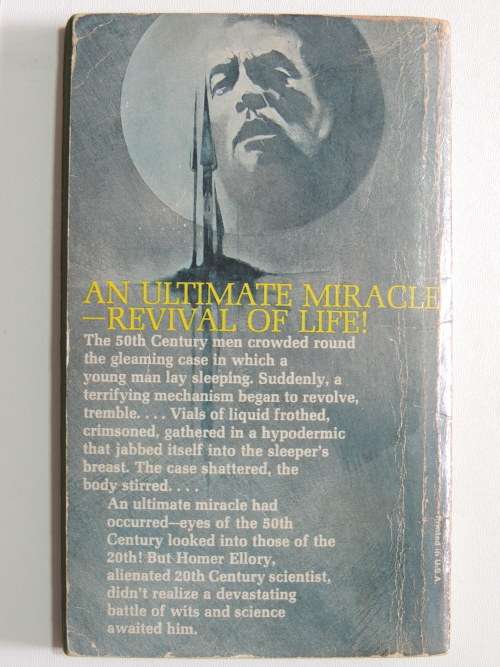 AN ULTIMATE MIRACLE
—REVIVAL OF LIFE!
The 50th Century men crowded round
the gleaming case in which a
young man lay sleeping. Suddenly, a
terrifying mechanism began to revolve,
tremble. . . . Vials of liquid frothed,
crimsoned, gathered in a hypodermic
that jabbed itself into the sleeper's
breast. The case shattered, the
body stirred. . . .
An ultimate miracle had
occurred—eyes of the 50th
Century looked into those of the
20th! But Homer Ellory,
alienated 20th Century scientist,
didn't realize a devastating
battle of wits and science
awaited him.
Printed in U.S.A.